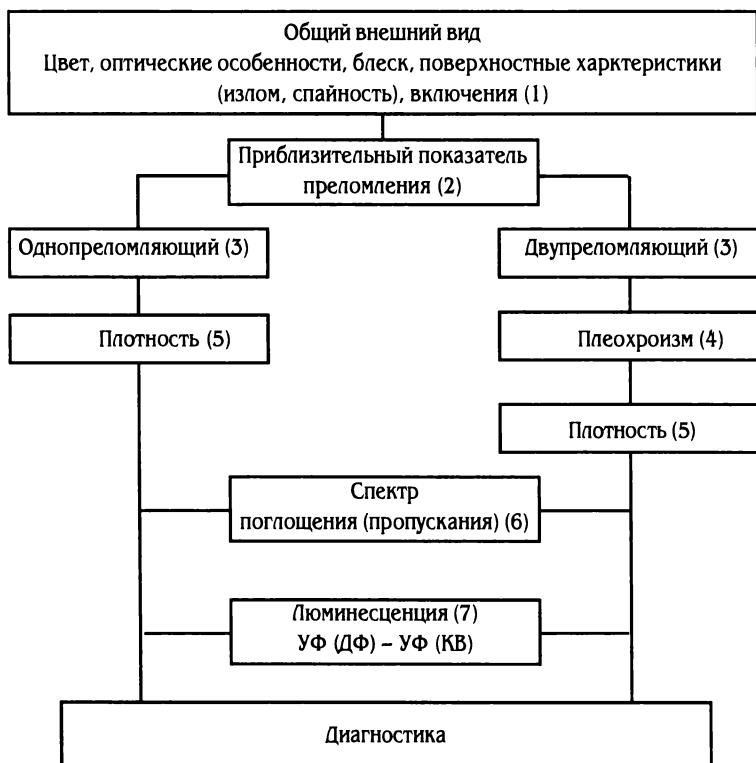 Общий внешний вид
Цвет, оптические особенности, блеск, поверхностные харктеристики
(излом, спайность), включения (1)
Приблизительный показатель
преломления (2)
Однопреломляющий (3)
Двупреломляющий (3)
Плотность (5)
Плеохроизм (4)
Плотность (5)
Спектр
поглощения (пропускания) (6)
Люминесценция (7)
УФ (ДФ) – УФ (КВ)
Диагностика